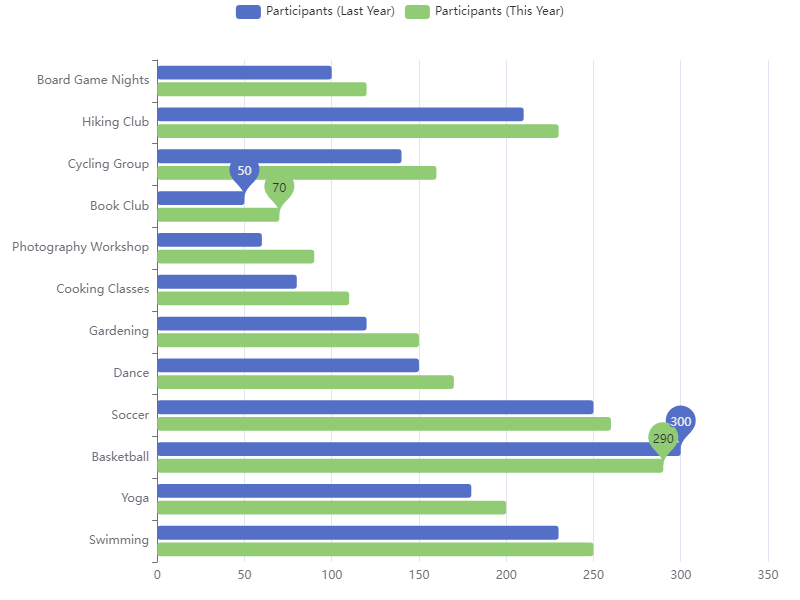 Participants (Last Year) Participants (This Year)
Board Game Nights
Hiking Club
Cycling Group
50
70
Book Club
Photography Workshop
Cooking Classes
Gardening
Dance
Soccer
300
290
Basketball
Yoga
Swimming
0 50 100 150 200 250 300 350